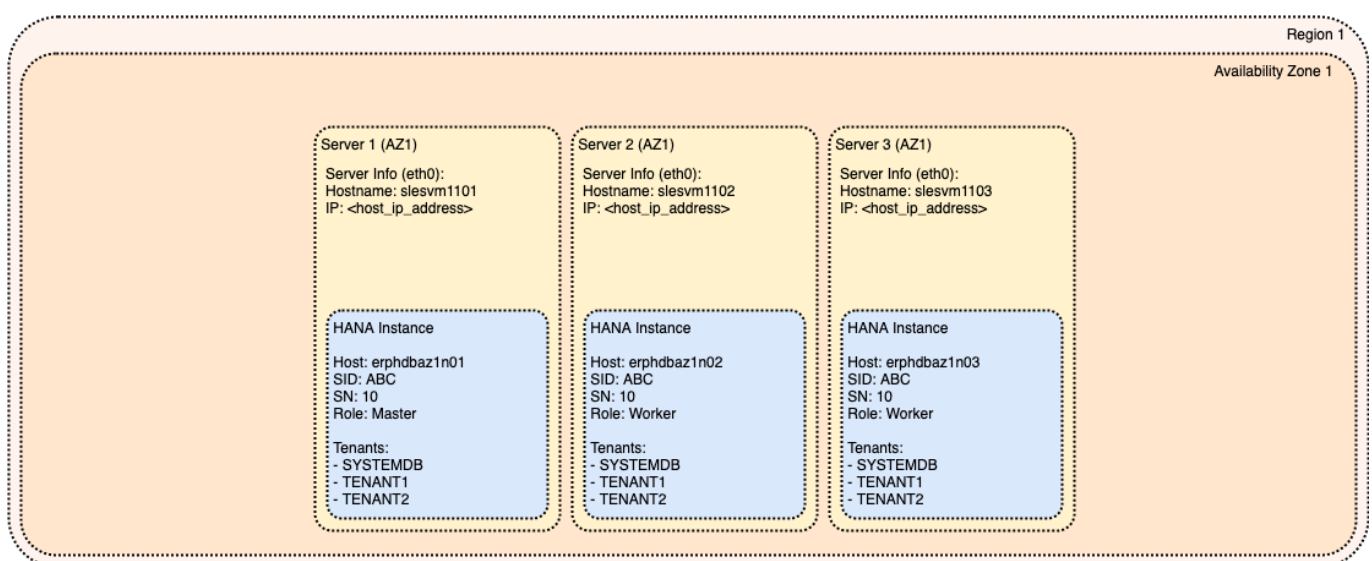 Region 1
Availability Zone 1
Server 1 (AZ1)
Server Info (eth0):
Hostname: slesvm1101
IP: <host_ip_address>
HANA Instance
Host: erphdbaz1n01
SID: ABC
SN: 10
Role: Master
Tenants:
- SYSTEMDB
- TENANT1
- TENANT2
Server 2 (AZ1)
Server Info (eth0):
Hostname: slesvm1102
IP: <host_ip_address>
HANA Instance
Host: erphdbaz1n02
SID: ABC
SN: 10
Role: Worker
Tenants:
- SYSTEMDB
- TENANT1
- TENANT2
Server 3 (AZ1)
Server Info (eth0):
Hostname: slesvm1103
IP: <host_ip_address>
HANA Instance
Host: erphdbaz1n03
SID: ABC
SN: 10
Role: Worker
Tenants:
- SYSTEMDB
- TENANT1
- TENANT2